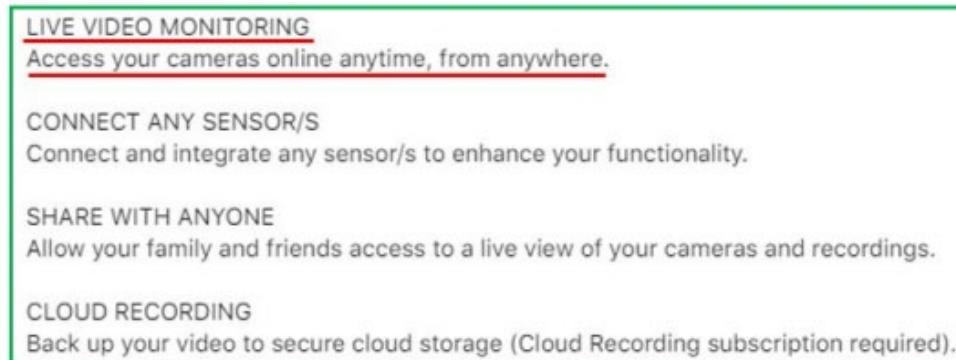 LIVE VIDEO MONITORING
Access your cameras online anytime, from anywhere.
CONNECT ANY SENSOR/S
Connect and integrate any sensor/s to enhance your functionality.
SHARE WITH ANYONE
Allow your family and friends access to a live view of your cameras and recordings.
CLOUD RECORDING
Back up your video to secure cloud storage (Cloud Recording subscription required).